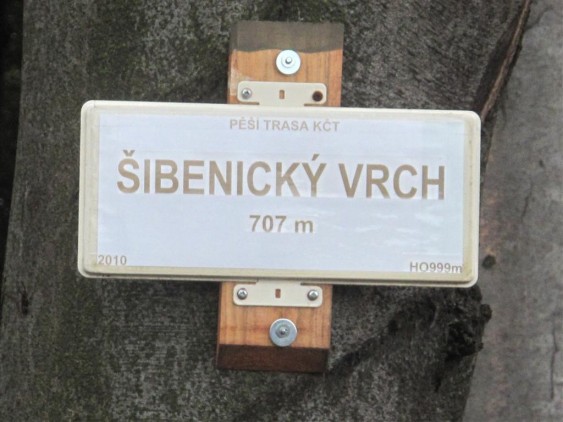 PĚŠÍ TRASA KČT
ŠIBENICKÝ VRCH
707 m
2010 HO999m